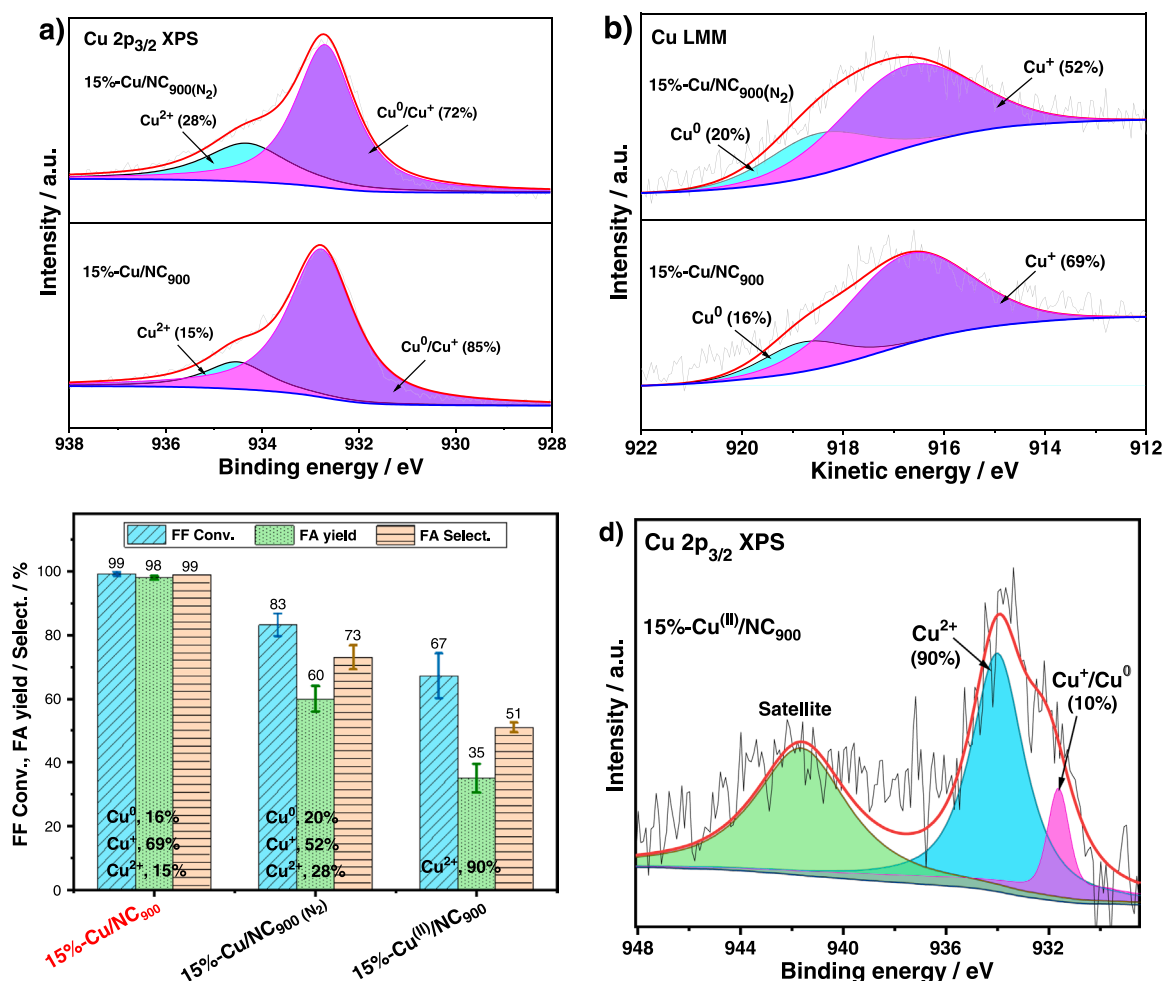 a)
Cu 2p3/2 XPS
15%-Cu/NC900(N2)
Cu2+ (28%)
Cu0/Cu+ (72%)
15%-Cu/NC900
Cu2+ (15%)
Cu0/Cu+ (85%)
Intensity / a.u.
938 936 934 932 930 928
Binding energy / eV
b)
Cu LMM
15%-Cu/NC900(N2)
Cu+ (52%)
Cu0 (20%)
15%-Cu/NC900
Cu+ (69%)
Cu0 (16%)
Intensity / a.u.
922 920 918 916 914 912
Kinetic energy / eV
FF Conv. FA yield FA Select.
FF Conv., FA yield / Select. / %
100
80
60
40
20
0
99 98 99
83 60 73
67 35 51
Cu0, 16%
Cu+, 69%
Cu2+, 15%
Cu0, 20%
Cu+, 52%
Cu2+, 28%
Cu2+, 90%
15%-Cu/NC900
15%-Cu/NC900 (N2)
15%-Cu(II)/NC900
d)
Cu 2p3/2 XPS
15%-Cu(II)/NC900
Cu2+
(90%)
Cu+/Cu0
(10%)
Satellite
Intensity / a.u.
948 944 940 936 932
Binding energy / eV